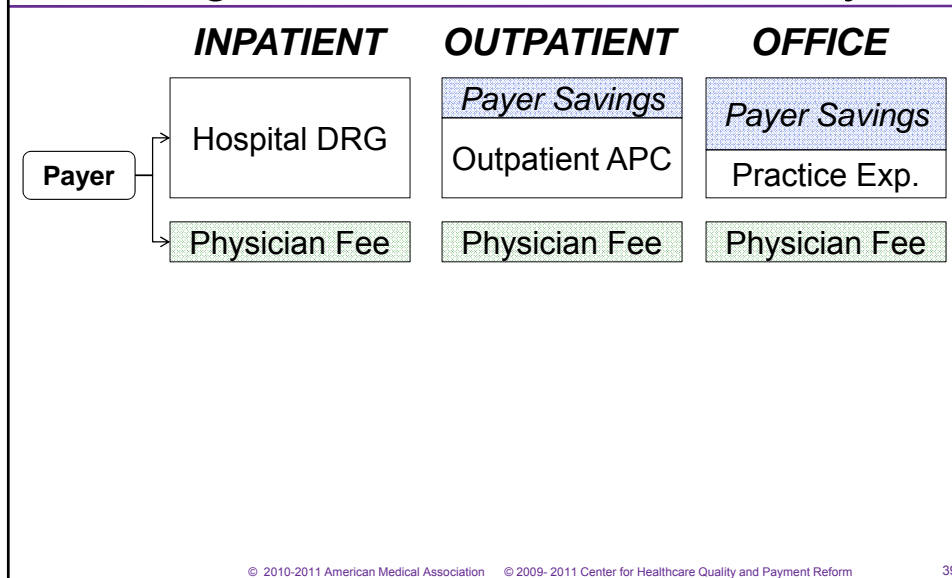 INPATIENT OUTPATIENT OFFICE
Payer
Hospital DRG
Payer Savings
Outpatient APC
Payer Savings
Practice Exp.
Physician Fee Physician Fee Physician Fee
© 2010-2011 American Medical Association © 2009- 2011 Center for Healthcare Quality and Payment Reform 39